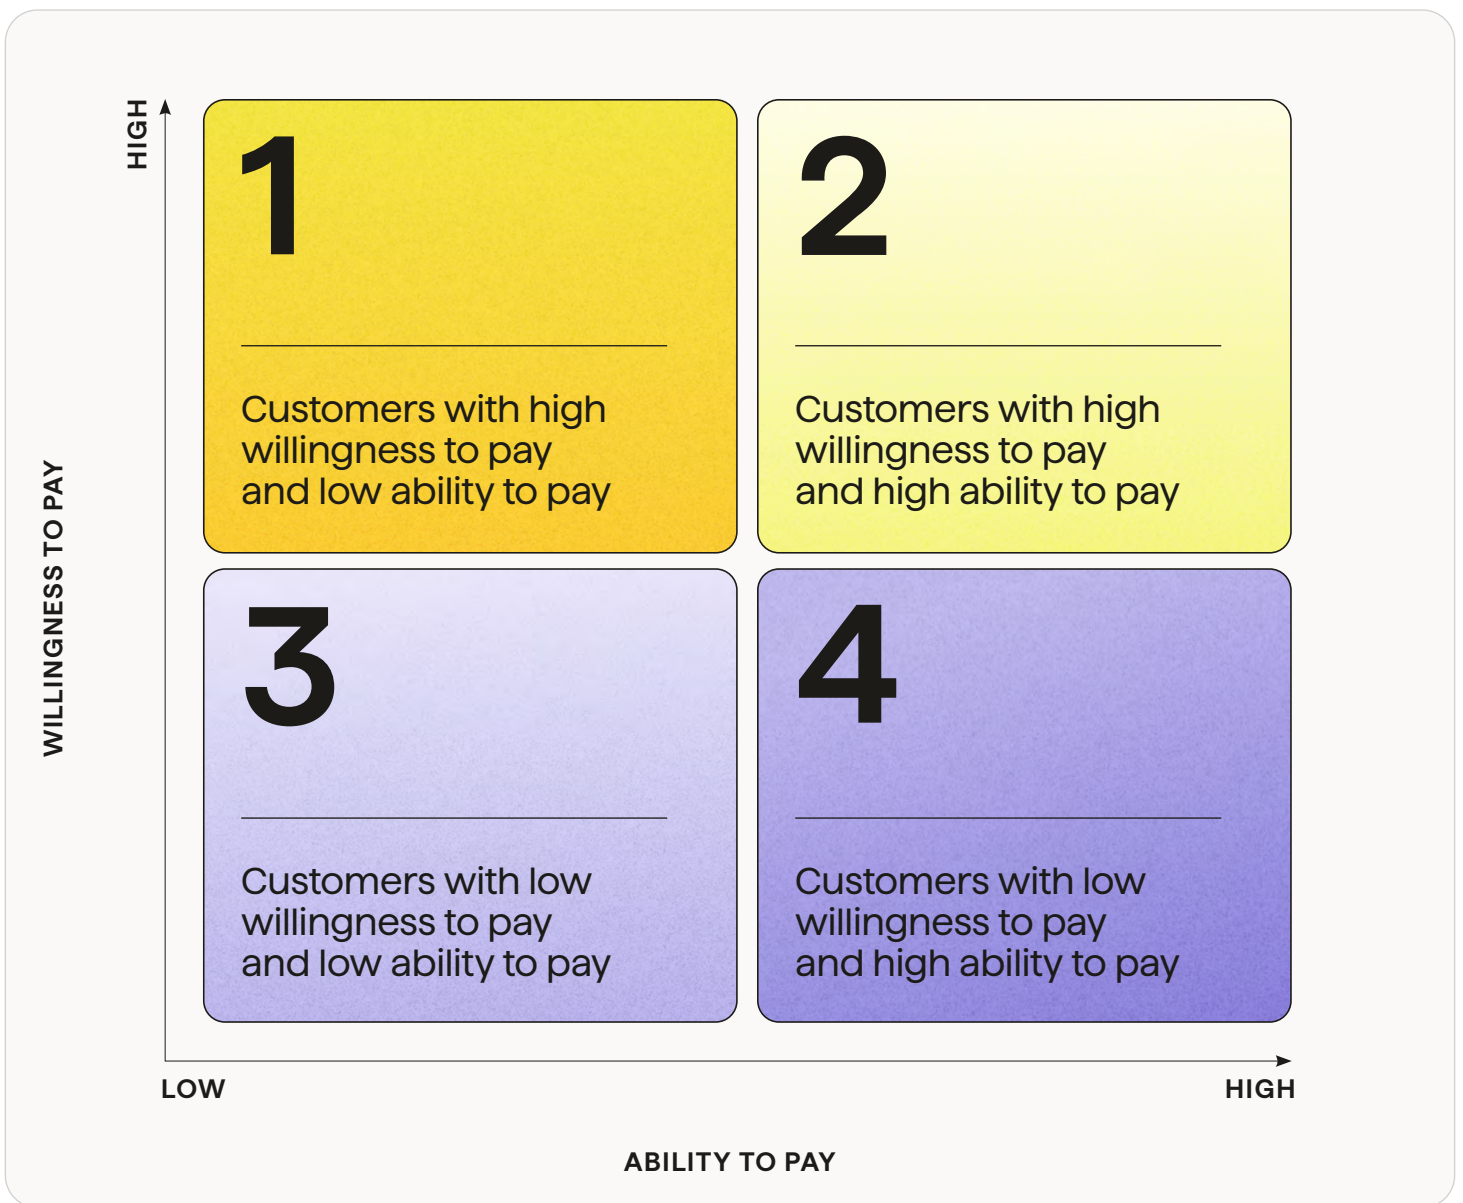 HIGH
WILLINGNESS TO PAY
1
Customers with high
willingness to pay
and low ability to pay
2
Customers with high
willingness to pay
and high ability to pay
3
Customers with low
willingness to pay
and low ability to pay
4
Customers with low
willingness to pay
and high ability to pay
LOW
HIGH
ABILITY TO PAY